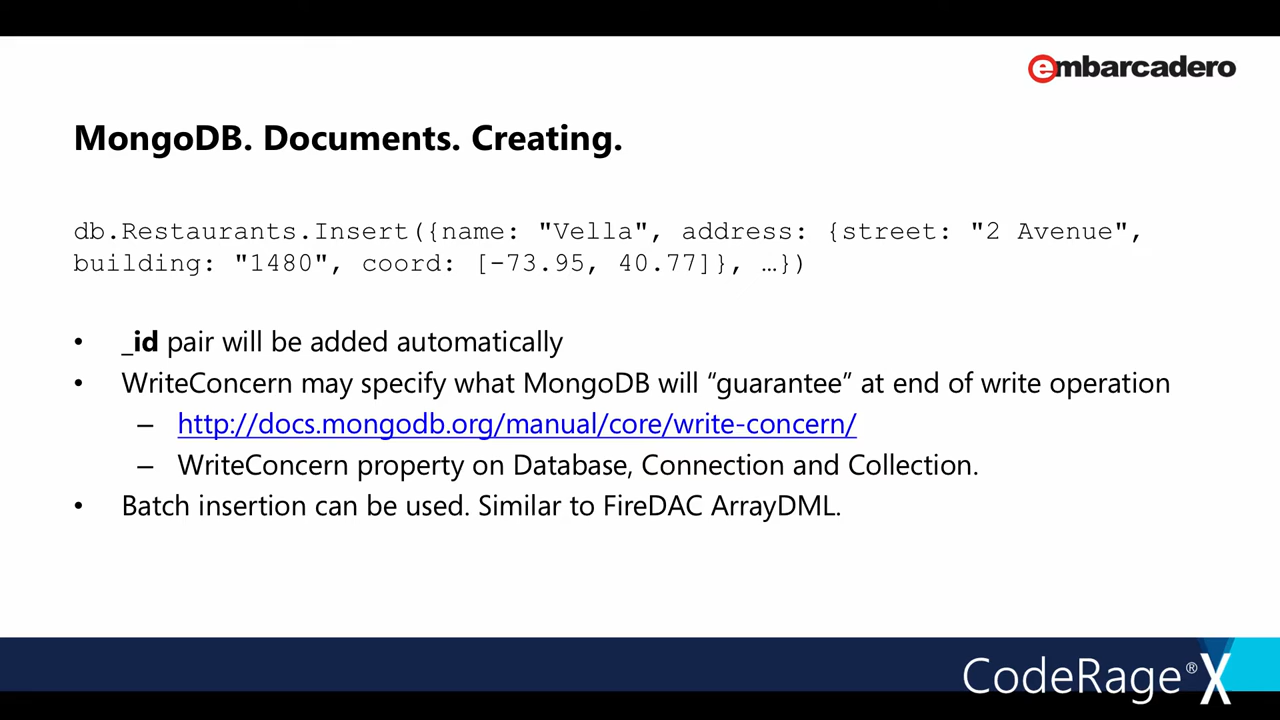 embarcadero
MongoDB. Documents. Creating.
db.Restaurants.Insert({name: "Vella", address: {street: "2 Avenue",
building: "1480", coord: [-73.95, 40.77]}, …})
• _id pair will be added automatically
• WriteConcern may specify what MongoDB will “guarantee” at end of write operation
– http://docs.mongodb.org/manual/core/write-concern/
– WriteConcern property on Database, Connection and Collection.
• Batch insertion can be used. Similar to FireDAC ArrayDML.
CodeRage® X